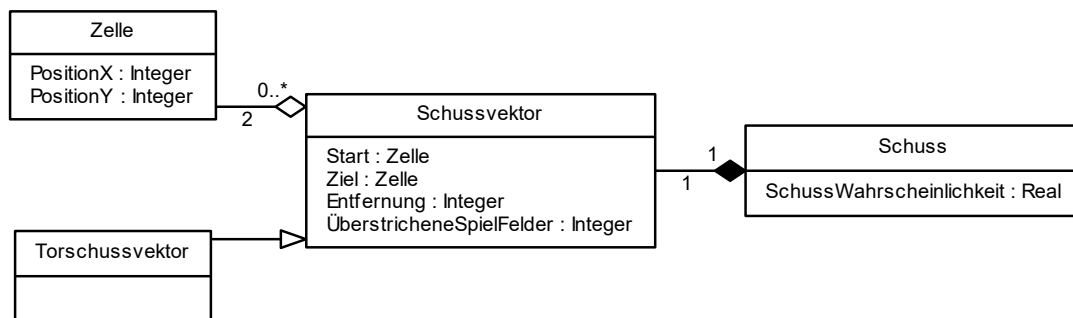 Zelle
PositionX : Integer
PositionY : Integer
0..*
2
Schussvektor
Start : Zelle
Ziel : Zelle
Entfernung : Integer
ÜberstricheneSpielFelder : Integer
1
1
Schuss
SchussWahrscheinlichkeit : Real
Torschussvektor